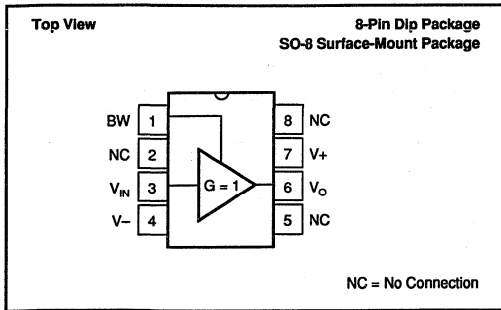 Top View
8-Pin Dip Package
SO-8 Surface-Mount Package
BW 1
8 NC
NC 2
7 V+
VIN 3
G = 1
6 VO
V– 4
5 NC
NC = No Connection